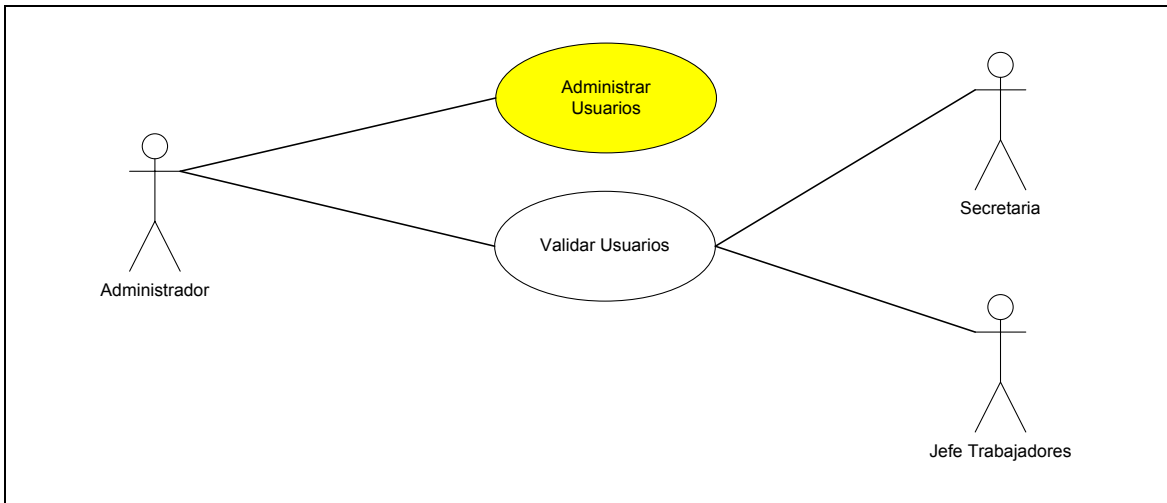 Administrar
Usuarios
Secretaria
Validar Usuarios
Administrador
Jefe Trabajadores